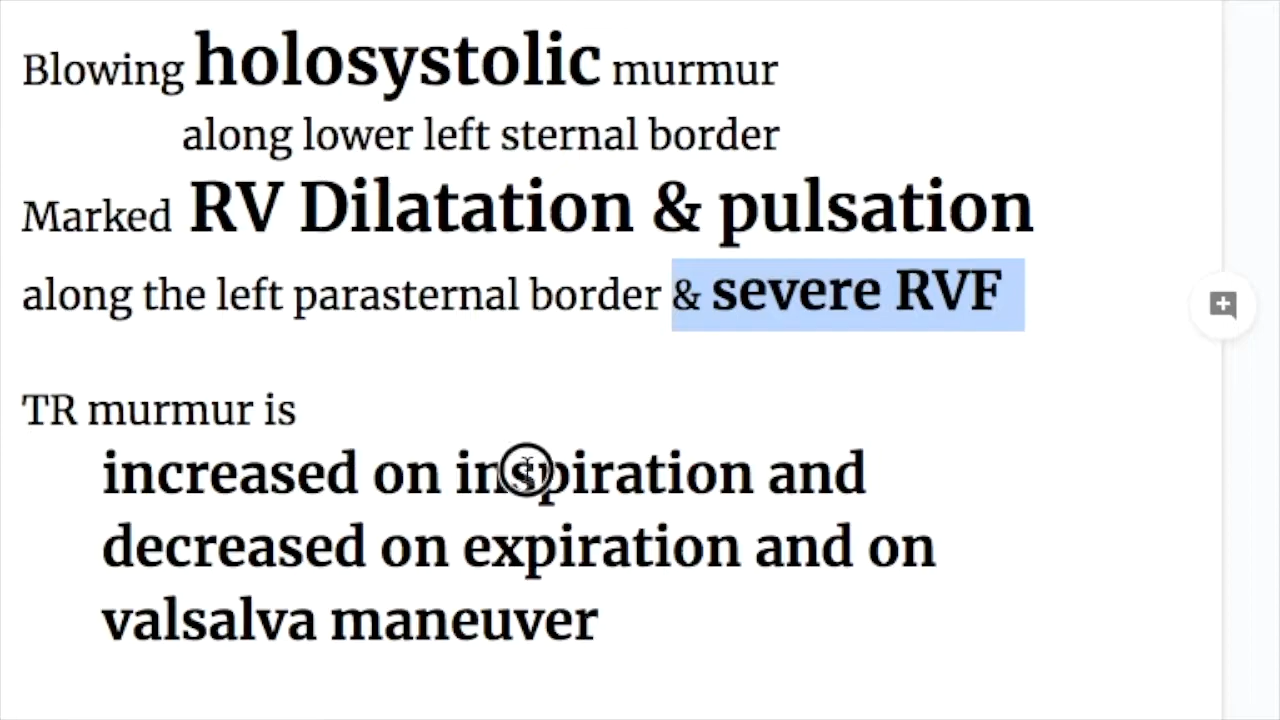 Blowing holosystolic murmur
along lower left sternal border
Marked RV Dilatation & pulsation
along the left parasternal border & severe RVF
TR murmur is
increased on inspiration and
decreased on expiration and on
valsalva maneuver